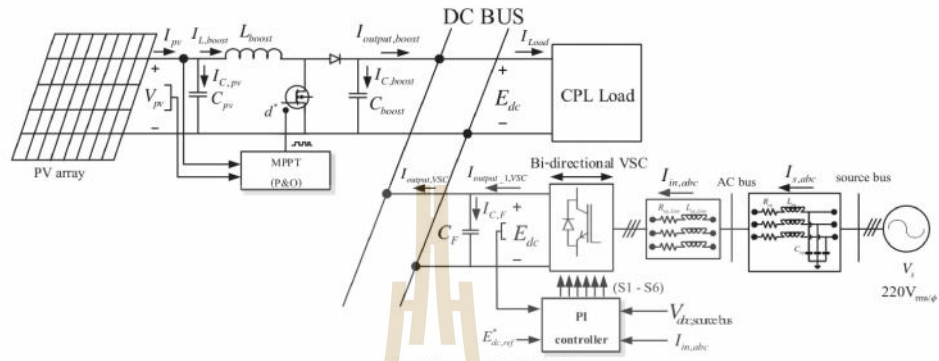 DC BUS
I_pv
I_L,boost
L_boost
I_output,boost
I_Load
+
V_pv
−
I_C,pv
C_pv
d*
I_C,boost
C_boost
+
E_dc
−
CPL Load
PV array
MPPT
(P&O)
I_output,VSC
I_output_1,VSC
Bi-directional VSC
I_in,abc
AC bus
I_s,abc
source bus
I_C,F
+
C_F
E_dc
−
V_s
220V_rms/ϕ
(S1 - S6)
PI
controller
V_abc,sourcebus
E*_dc,ref
I_in,abc